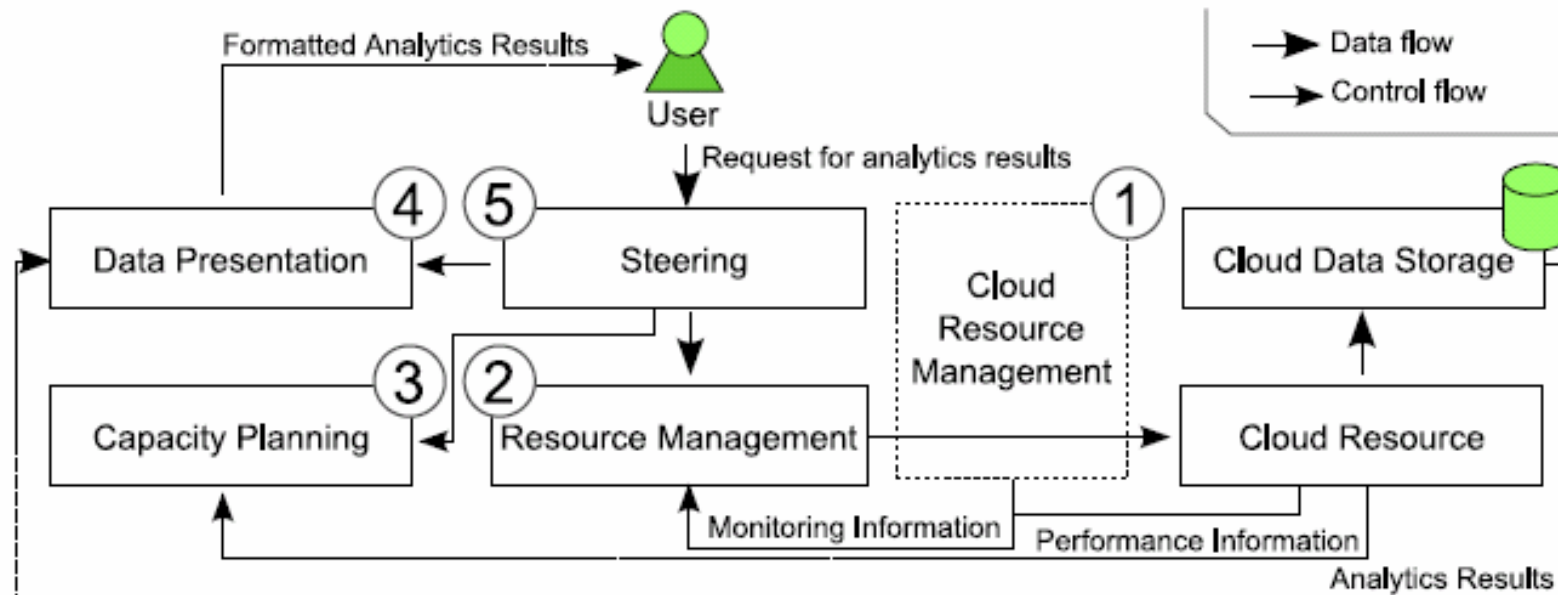 Formatted Analytics Results
User
Data flow
Control flow
Request for analytics results
4
5
1
Data Presentation
Steering
Cloud
Resource
Management
Cloud Data Storage
3
2
Capacity Planning
Resource Management
Cloud Resource
Monitoring Information
Performance Information
Analytics Results